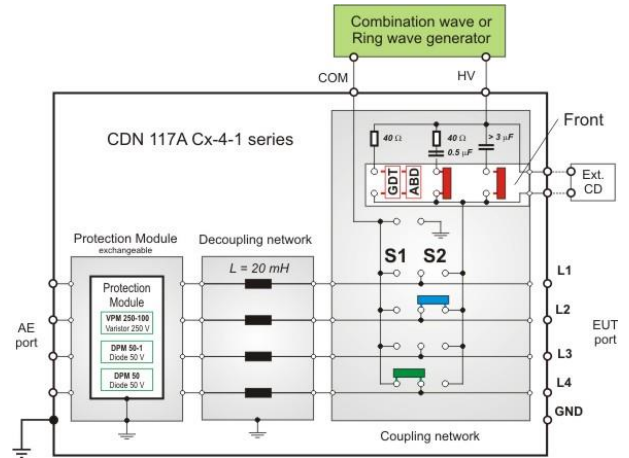 Combination wave or
Ring wave generator
COM
HV
CDN 117A Cx-4-1 series
40 Ω
40 Ω
0.5 µF
> 3 µF
Front
GDT
ABD
Ext.
CD
Protection Module
exchangeable
Decoupling network
L = 20 mH
S1
S2
Protection
Module
VPM 250-100
Varistor 250 V
DPM 50-1
Diode 50 V
DPM 50
Diode 50 V
AE
port
L1
L2
L3
L4
EUT
port
GND
Coupling network